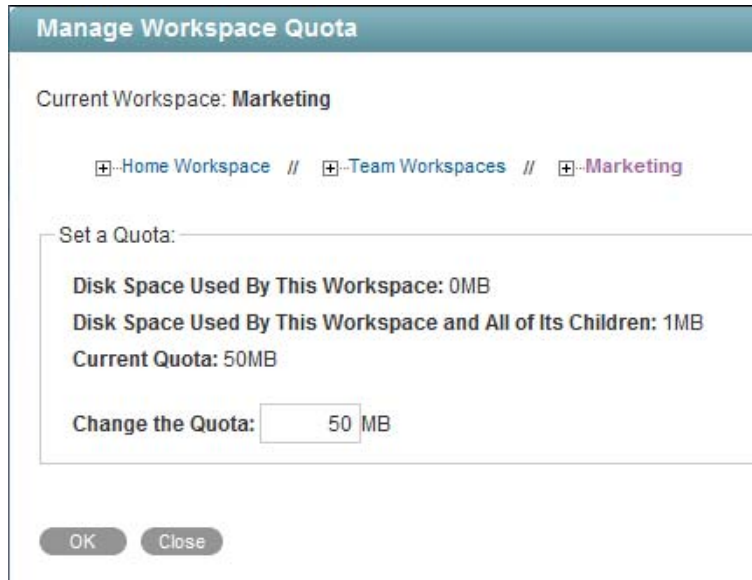 Manage Workspace Quota
Current Workspace: Marketing
Home Workspace // Team Workspaces // Marketing
Set a Quota:
Disk Space Used By This Workspace: 0MB
Disk Space Used By This Workspace and All of Its Children: 1MB
Current Quota: 50MB
Change the Quota: 50 MB
OK Close